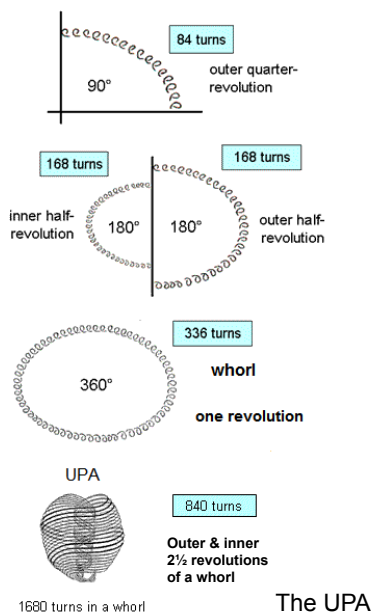 84 turns
90°
outer quarter-
revolution
168 turns
168 turns
inner half-
revolution
180°
180°
outer half-
revolution
336 turns
360°
whorl
one revolution
UPA
840 turns
Outer & inner
2½ revolutions
of a whorl
1680 turns in a whorl
The UPA